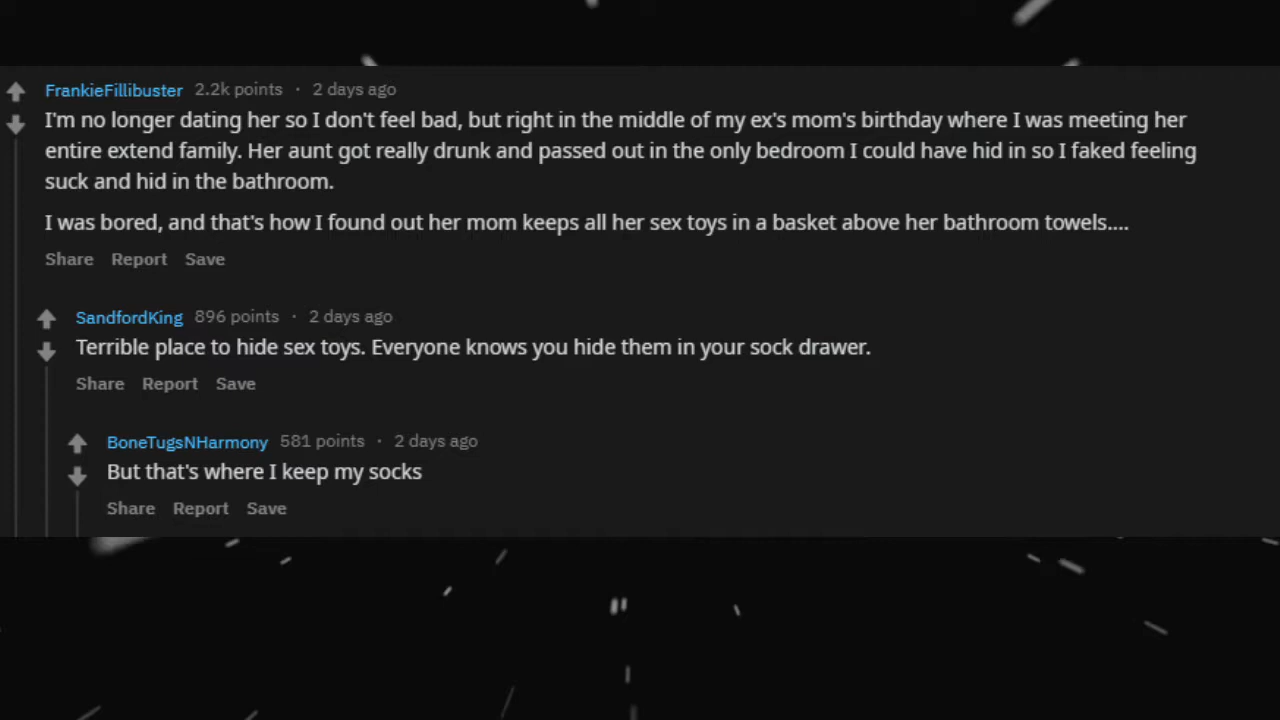 FrankieFillibuster 2.2k points · 2 days ago
I'm no longer dating her so I don't feel bad, but right in the middle of my ex's mom's birthday where I was meeting her
entire extend family. Her aunt got really drunk and passed out in the only bedroom I could have hid in so I faked feeling
suck and hid in the bathroom.
I was bored, and that's how I found out her mom keeps all her sex toys in a basket above her bathroom towels....
Share Report Save
SandfordKing 896 points · 2 days ago
Terrible place to hide sex toys. Everyone knows you hide them in your sock drawer.
Share Report Save
BoneTugsNHarmony 581 points · 2 days ago
But that's where I keep my socks
Share Report Save